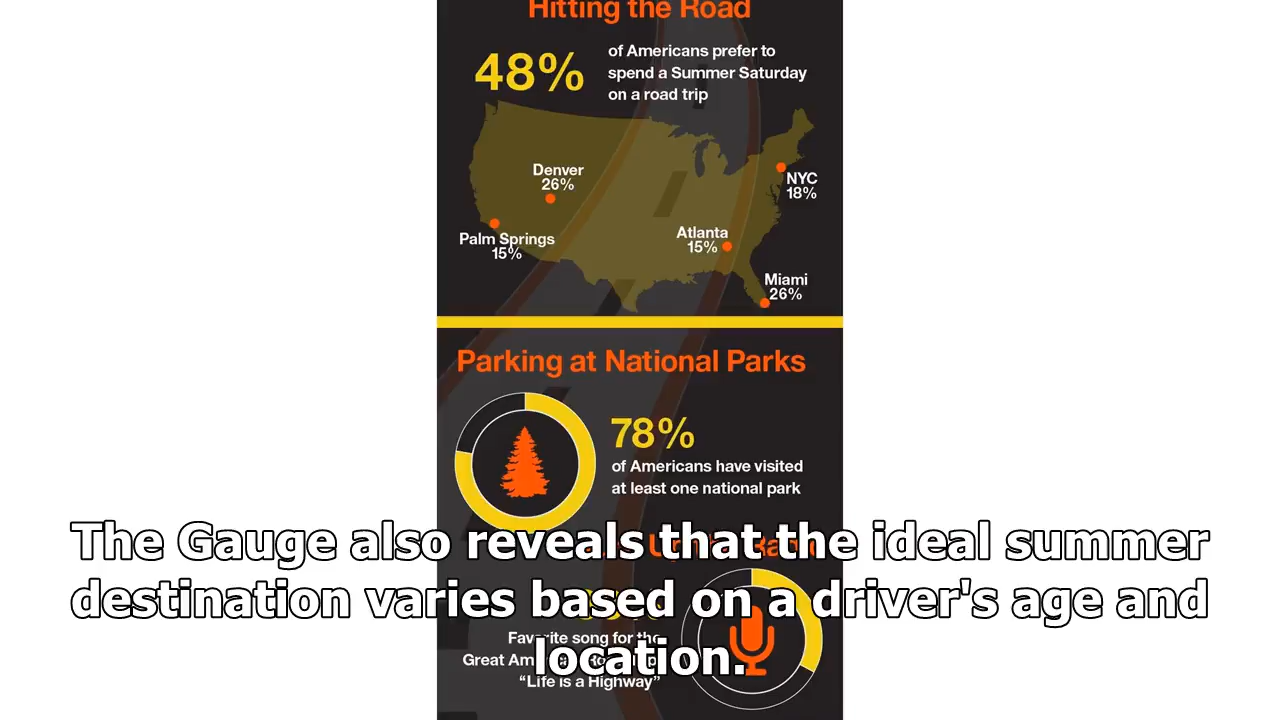 Hitting the Road
48%
of Americans prefer to
spend a Summer Saturday
on a road trip
Denver
26%
NYC
18%
Palm Springs
15%
Atlanta
15%
Miami
26%
Parking at National Parks
78%
of Americans have visited
at least one national park
The Gauge also reveals that the ideal summer
destination varies based on a driver's age and
location.
Favorite song for the
Great American
“Life is a Highway”